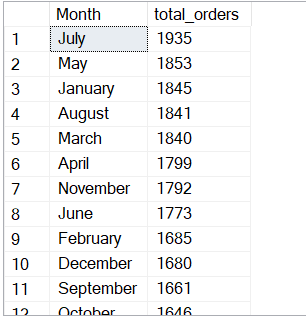 Month total_orders
1 July 1935
2 May 1853
3 January 1845
4 August 1841
5 March 1840
6 April 1799
7 November 1792
8 June 1773
9 February 1685
10 December 1680
11 September 1661
12 October 1646